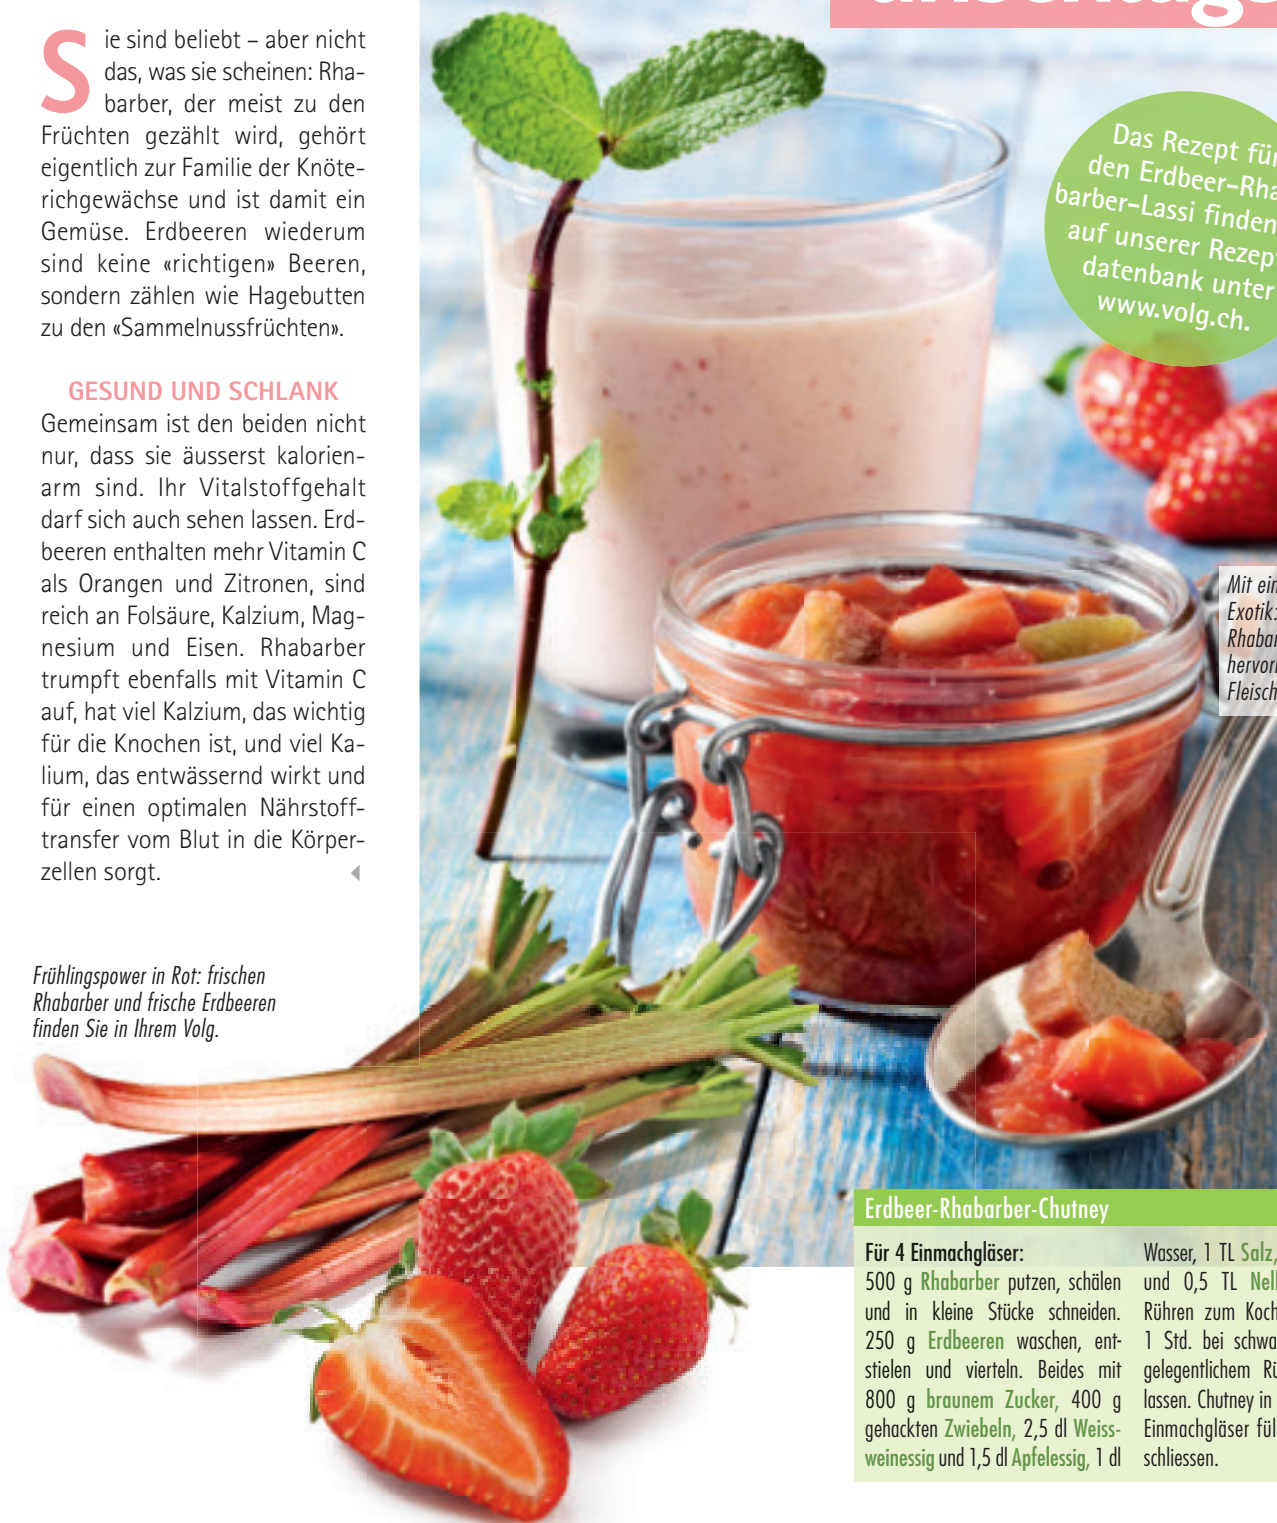 Sie sind beliebt – aber nicht
das, was sie scheinen: Rha-
barber, der meist zu den
Früchten gezählt wird, gehört
eigentlich zur Familie der Knöte-
richgewächse und ist damit ein
Gemüse. Erdbeeren wiederum
sind keine «richtigen» Beeren,
sondern zählen wie Hagebutten
zu den «Sammelnussfrüchten».
GESUND UND SCHLANK
Gemeinsam ist den beiden nicht
nur, dass sie äusserst kalorien-
arm sind. Ihr Vitalstoffgehalt
darf sich auch sehen lassen. Erd-
beeren enthalten mehr Vitamin C
als Orangen und Zitronen, sind
reich an Folsäure, Kalzium, Mag-
nesium und Eisen. Rhabarber
trumpft ebenfalls mit Vitamin C
auf, hat viel Kalzium, das wichtig
für die Knochen ist, und viel Ka-
lium, das entwässernd wirkt und
für einen optimalen Nährstoff-
transfer vom Blut in die Körper-
zellen sorgt.
Frühlingspower in Rot: frischen
Rhabarber und frische Erdbeeren
finden Sie in Ihrem Volg.
Das Rezept für
den Erdbeer-Rha
barber-Lassi finden
auf unserer Rezept
datenbank unter
www.volg.ch.
Mit ein
Exotik:
Rhabar
hervor
Fleisch
Erdbeer-Rhabarber-Chutney
Für 4 Einmachgläser:
500 g Rhabarber putzen, schälen
und in kleine Stücke schneiden.
250 g Erdbeeren waschen, ent-
stielen und vierteln. Beides mit
800 g braunem Zucker, 400 g
gehackten Zwiebeln, 2,5 dl Weiss-
weinessig und 1,5 dl Apfelessig, 1 dl
Wasser, 1 TL Salz,
und 0,5 TL Nell
Rühren zum Koch
1 Std. bei schwa
gelegentlichem Rü
lassen. Chutney in
Einmachgläser fül
schliessen.